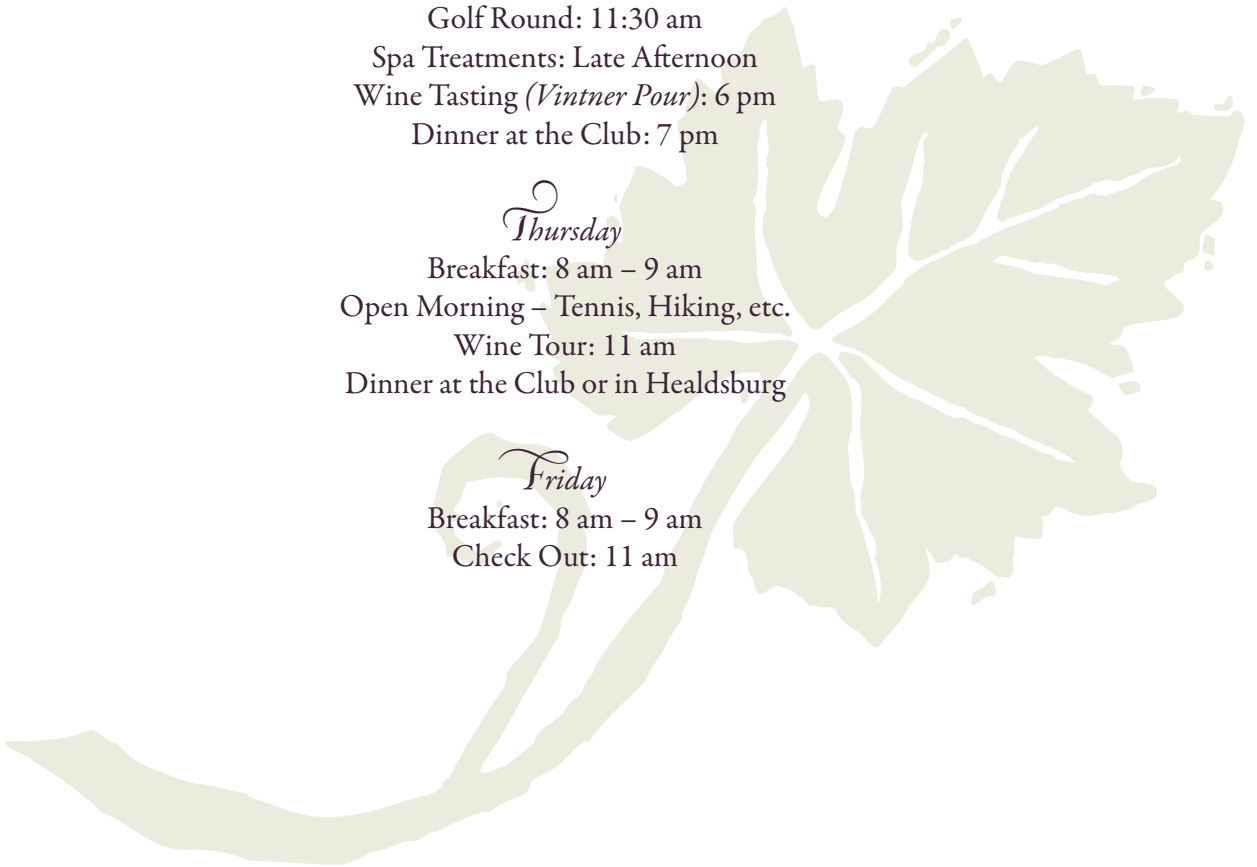 Golf Round: 11:30 am
Spa Treatments: Late Afternoon
Wine Tasting (Vintner Pour): 6 pm
Dinner at the Club: 7 pm
Thursday
Breakfast: 8 am – 9 am
Open Morning – Tennis, Hiking, etc.
Wine Tour: 11 am
Dinner at the Club or in Healdsburg
Friday
Breakfast: 8 am – 9 am
Check Out: 11 am